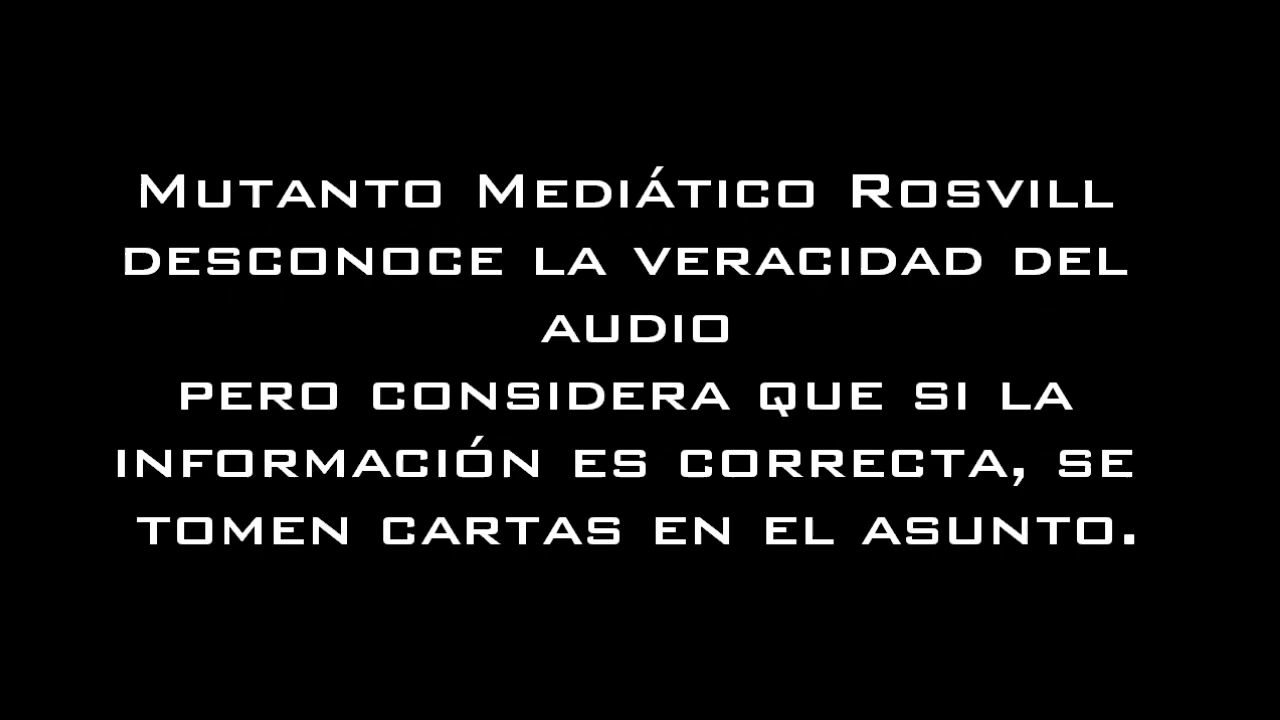 Mutanto Mediático Rosvill
desconoce la veracidad del
audio
pero considera que si la
información es correcta, se
tomen cartas en el asunto.